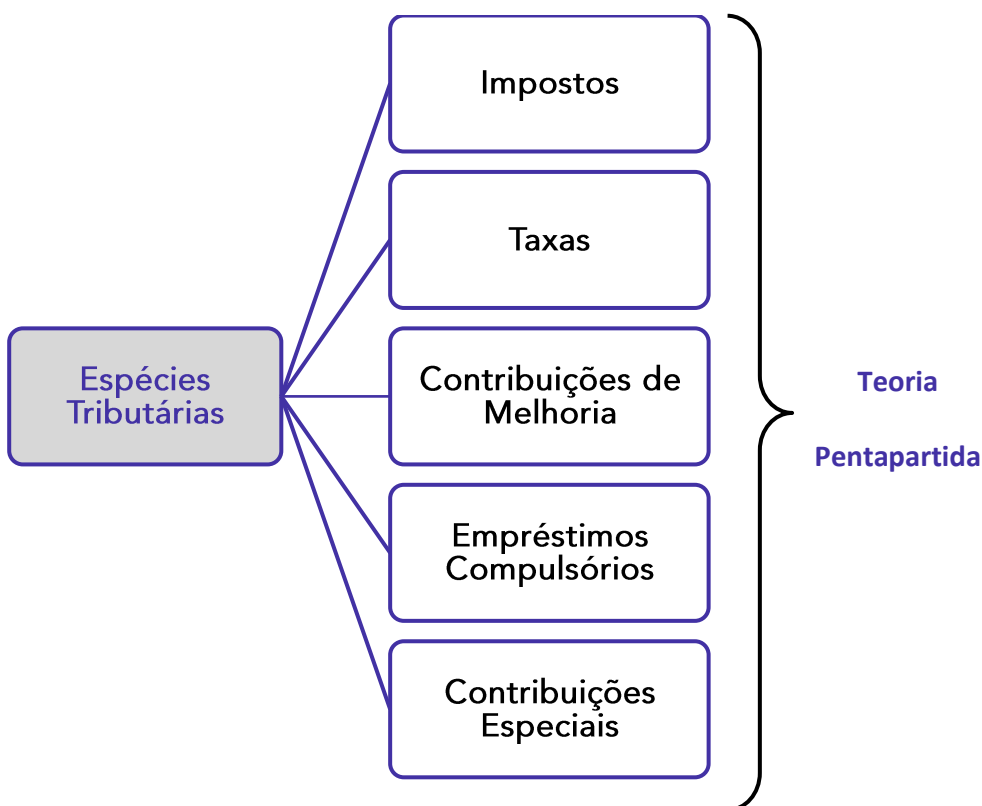 Impostos
Taxas
Espécies
Tributárias
Contribuições de
Melhoria
Teoria
Pentapartida
Empréstimos
Compulsórios
Contribuições
Especiais